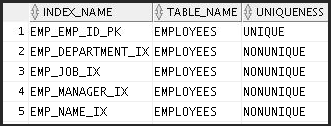 INDEX_NAME TABLE_NAME UNIQUENESS
1 EMP_EMP_ID_PK EMPLOYEES UNIQUE
2 EMP_DEPARTMENT_IX EMPLOYEES NONUNIQUE
3 EMP_JOB_IX EMPLOYEES NONUNIQUE
4 EMP_MANAGER_IX EMPLOYEES NONUNIQUE
5 EMP_NAME_IX EMPLOYEES NONUNIQUE